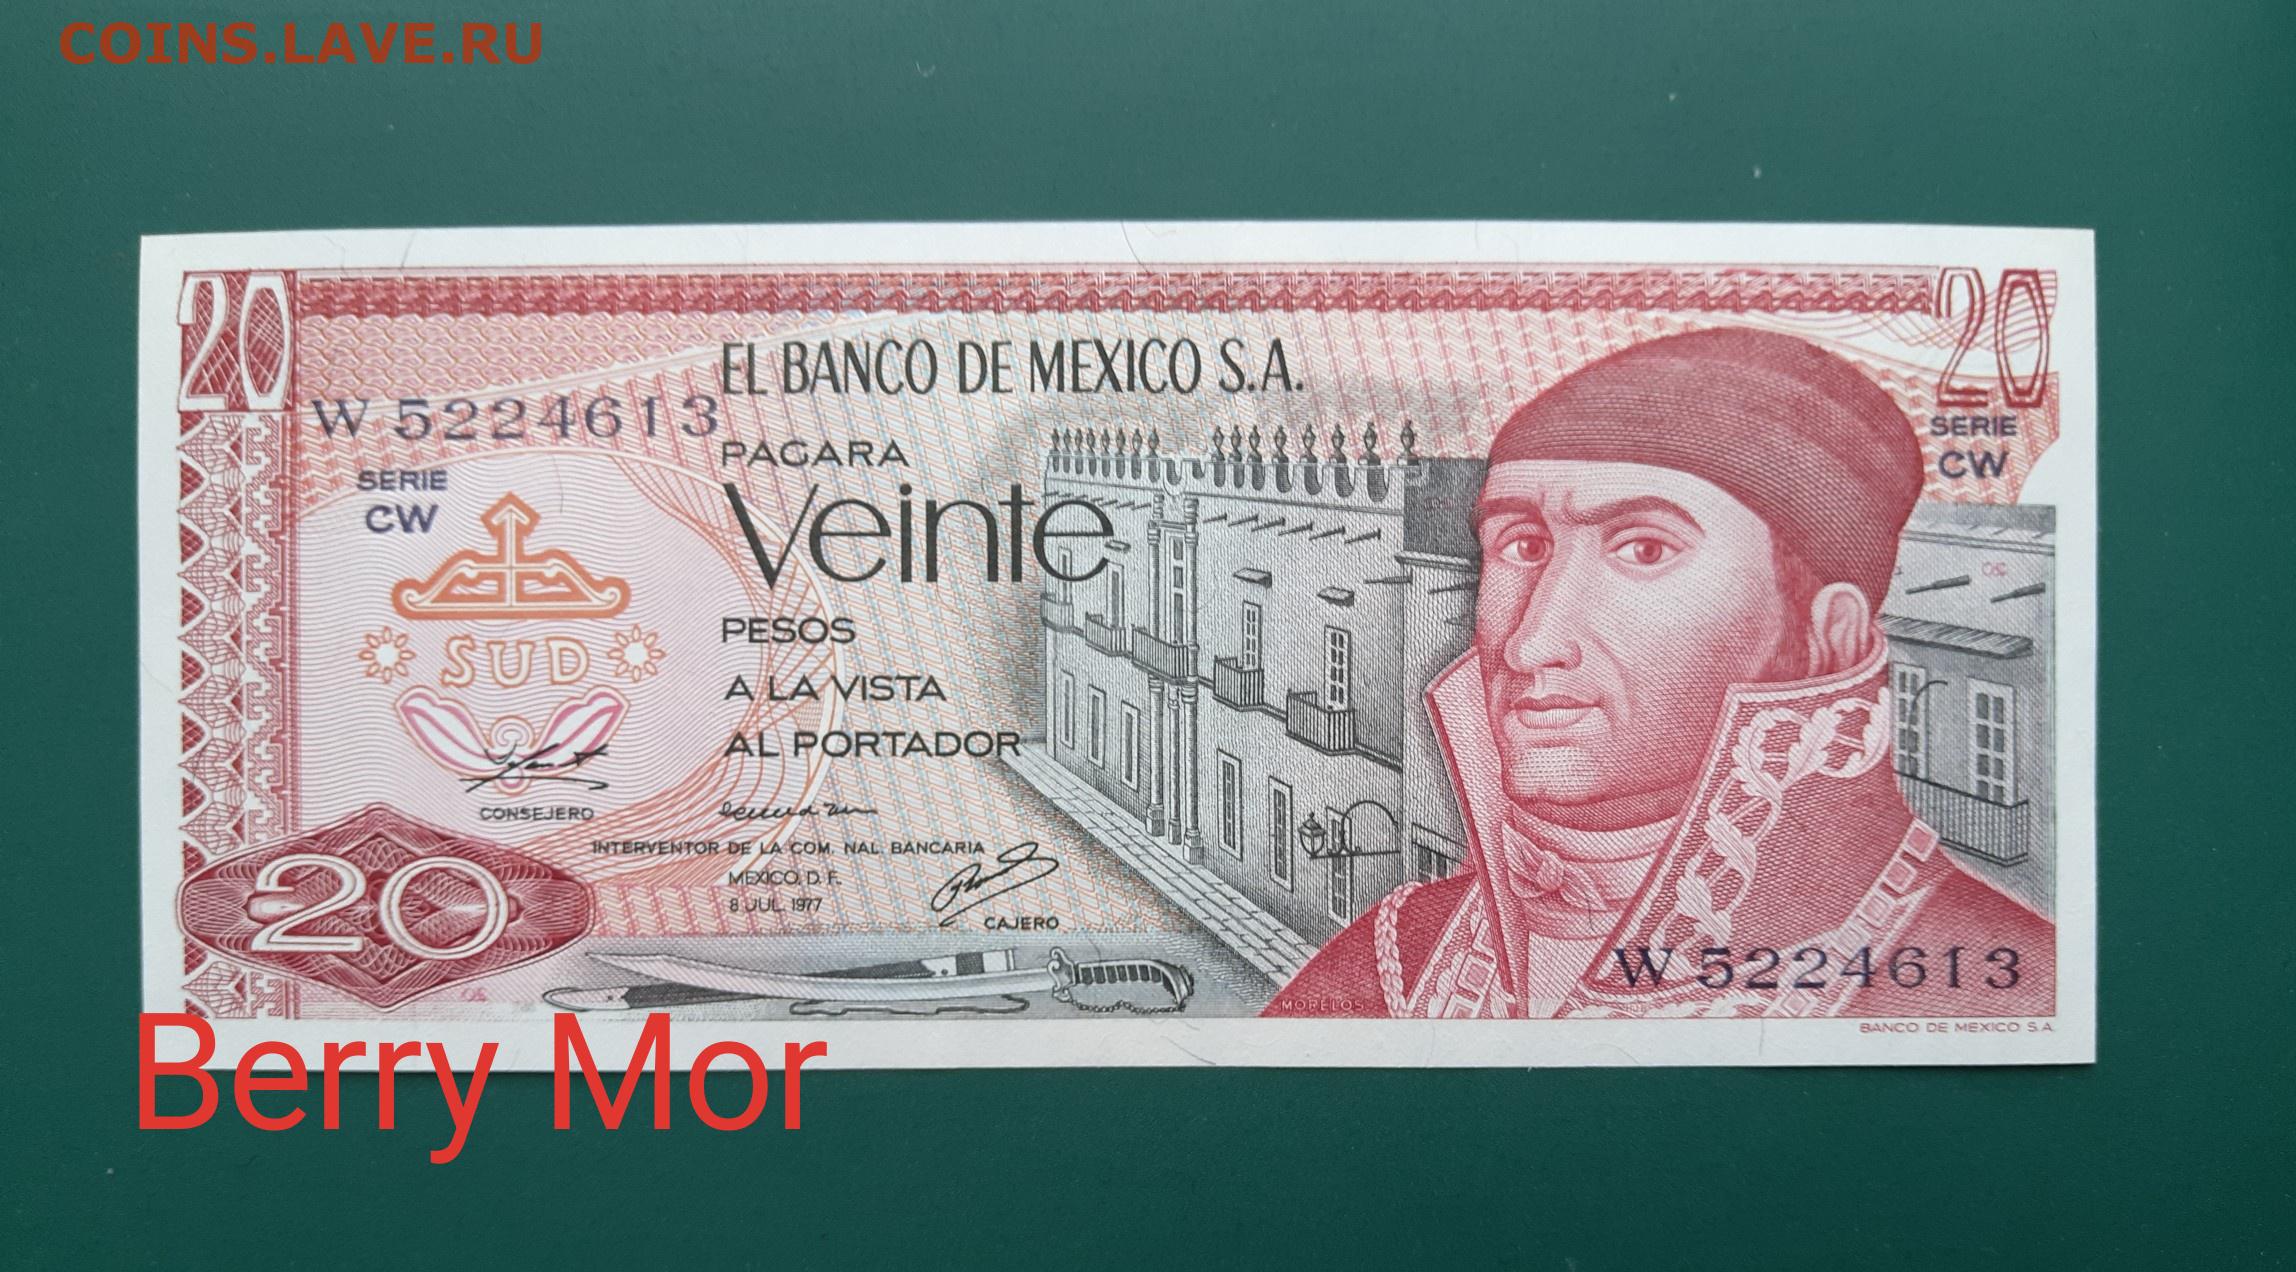 COINS.LAVE.RU
20
20
EL BANCO DE MEXICO S.A.
W 5224613
SERIE
CW
PAGARA
SERIE
CW
Veinte
SUD
PESOS
A LA VISTA
AL PORTADOR
CONSEJERO
INTERVENTOR DE LA COM. NAL. BANCARIA
MEXICO, D. F.
8 JUL. 1977
CAJERO
20
W 5224613
MORELOS
BANCO DE MEXICO S.A.
Berry Mor